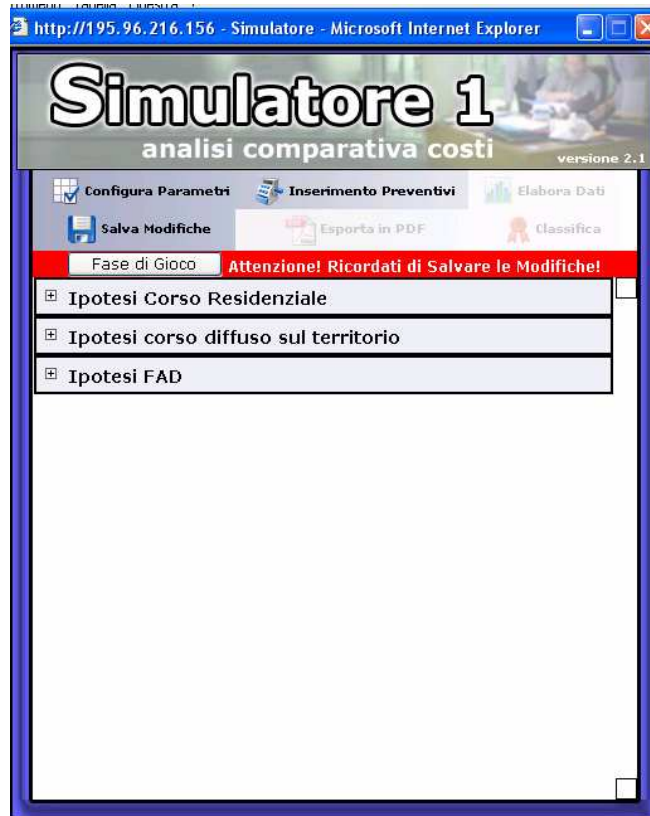 http://195.96.216.156 - Simulatore - Microsoft Internet Explorer
Simulatore 1
analisi comparativa costi
versione 2.1
Configura Parametri Inserimento Preventivi Elabora Dati
Salva Modifiche Esporta in PDF Classifica
Fase di Gioco Attenzione! Ricordati di Salvare le Modifiche!
Ipotesi Corso Residenziale
Ipotesi corso diffuso sul territorio
Ipotesi FAD